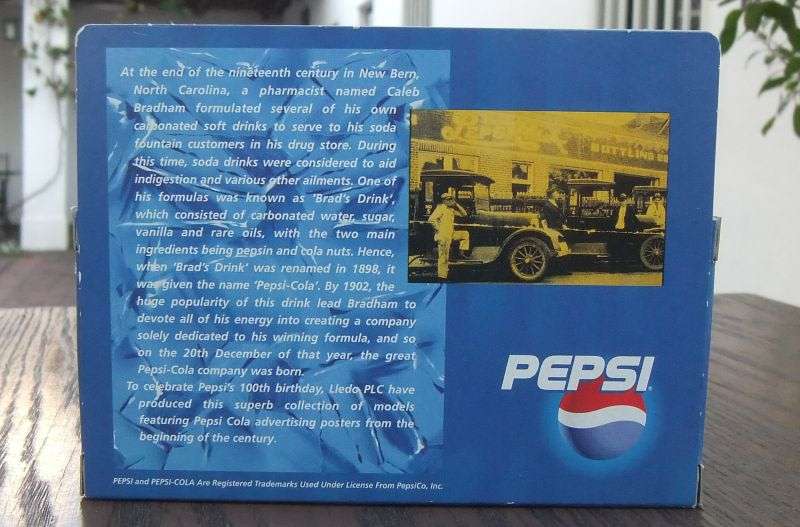 At the end of the nineteenth century in New Bern,
North Carolina, a pharmacist named Caleb
Bradham formulated several of his own
carbonated soft drinks to serve to his soda
fountain customers in his drug store. During
this time, soda drinks were considered to aid
indigestion and various other ailments. One of
his formulas was known as 'Brad's Drink',
which consisted of carbonated water, sugar,
vanilla and rare oils, with the two main
ingredients being pepsin and cola nuts. Hence,
when 'Brad's Drink' was renamed in 1898, it
was given the name 'Pepsi-Cola'. By 1902, the
huge popularity of this drink lead Bradham to
devote all of his energy into creating a company
solely dedicated to his winning formula, and so
on the 20th December of that year, the great
Pepsi-Cola company was born.
To celebrate Pepsi's 100th birthday, Lledo PLC have
produced this superb collection of models
featuring Pepsi Cola advertising posters from the
beginning of the century.
BOTTLING
PEPSI®
PEPSI and PEPSI-COLA Are Registered Trademarks Used Under License From PepsiCo, Inc.